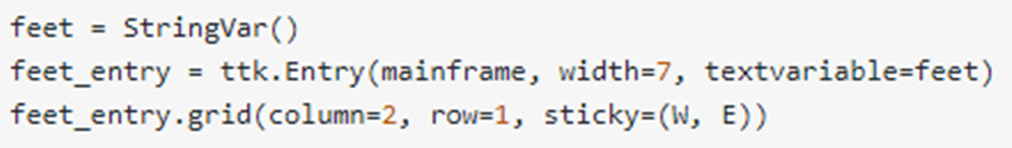 feet = StringVar()
feet_entry = ttk.Entry(mainframe, width=7, textvariable=feet)
feet_entry.grid(column=2, row=1, sticky=(W, E))